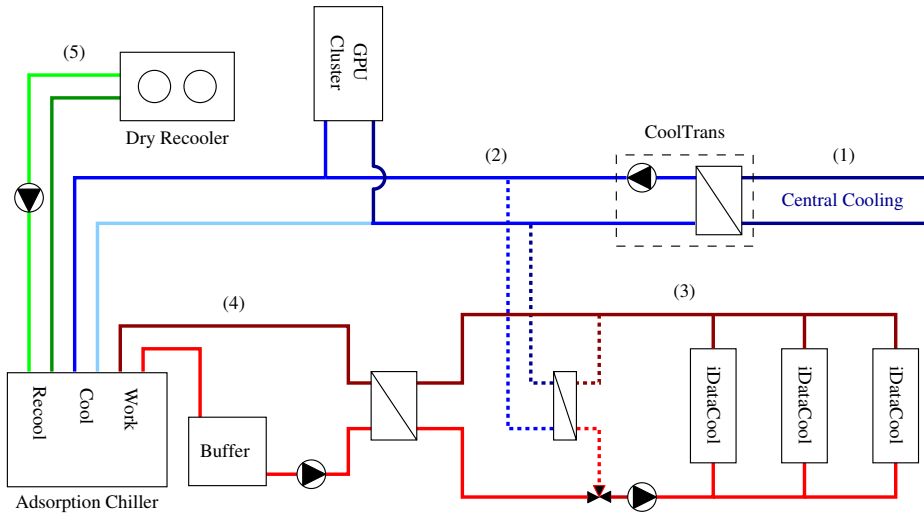 (5)
GPU
Cluster
Dry Recooler
CoolTrans
(2)
(1)
Central Cooling
(4)
(3)
Recool
Cool
Work
Buffer
iDataCool
iDataCool
iDataCool
Adsorption Chiller